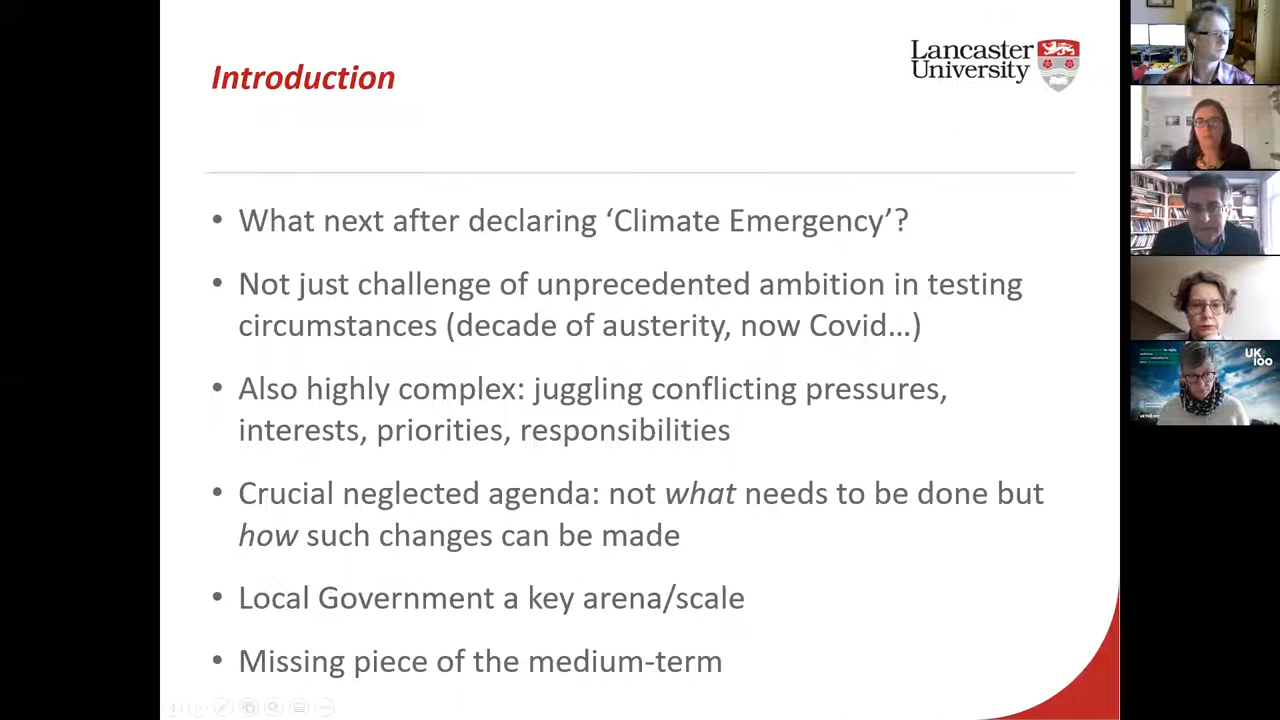 Introduction
Lancaster
University
• What next after declaring ‘Climate Emergency’?
• Not just challenge of unprecedented ambition in testing
circumstances (decade of austerity, now Covid…)
• Also highly complex: juggling conflicting pressures,
interests, priorities, responsibilities
• Crucial neglected agenda: not what needs to be done but
how such changes can be made
• Local Government a key arena/scale
• Missing piece of the medium-term
UK
100